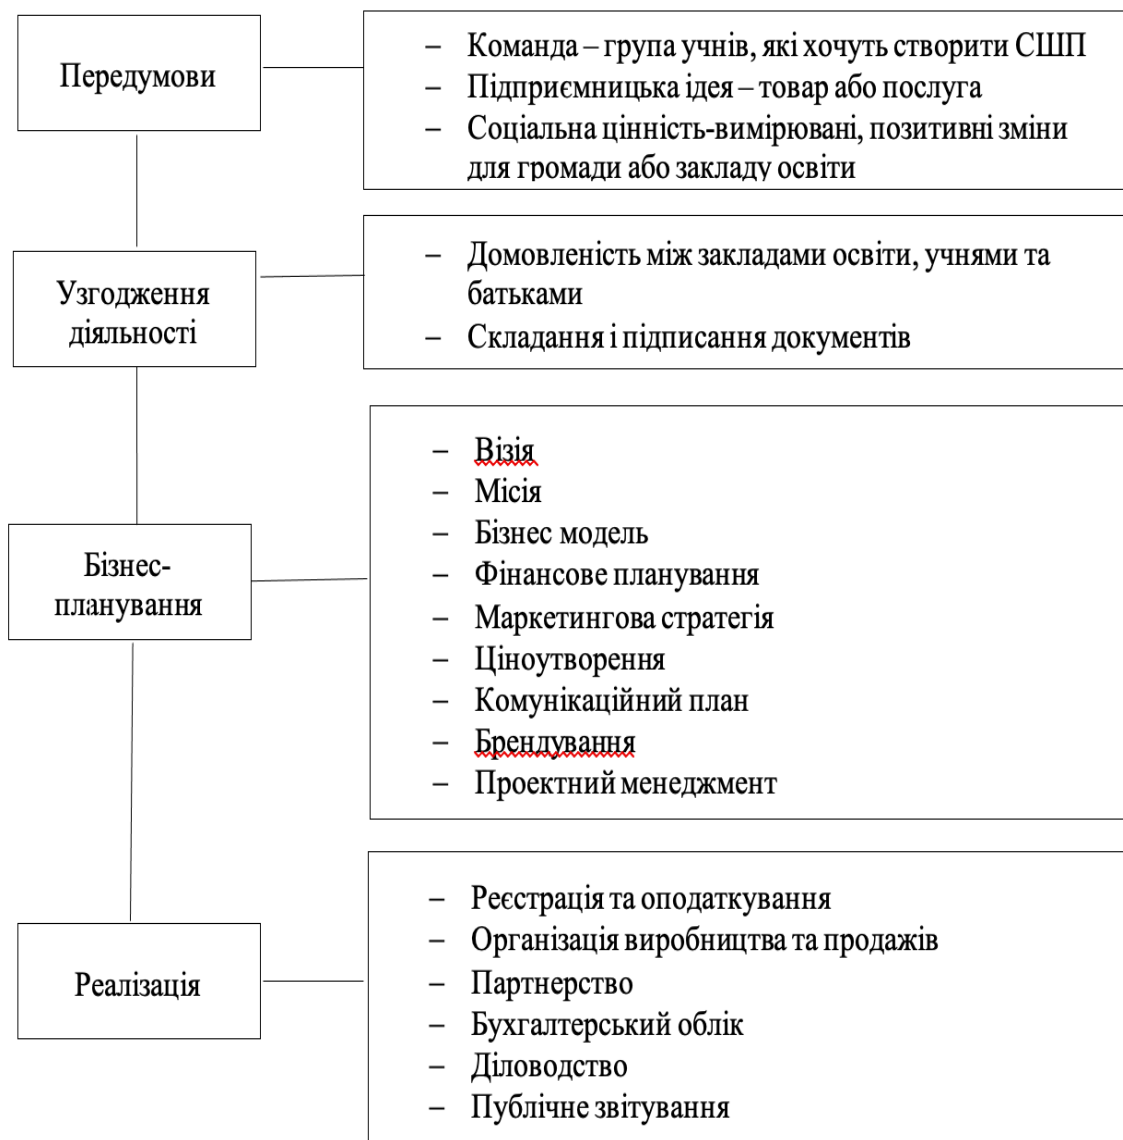 Передумови
– Команда – група учнів, які хочуть створити СШП
– Підприємницька ідея – товар або послуга
– Соціальна цінність-вимірювані, позитивні зміни
для громади або закладу освіти
Узгодження
діяльності
– Домовленість між закладами освіти, учнями та
батьками
– Складання і підписання документів
Бізнес-
планування
– Візія
– Місія
– Бізнес модель
– Фінансове планування
– Маркетингова стратегія
– Ціноутворення
– Комунікаційний план
– Брендування
– Проектний менеджмент
Реалізація
– Реєстрація та оподаткування
– Організація виробництва та продажів
– Партнерство
– Бухгалтерський облік
– Діловодство
– Публічне звітування